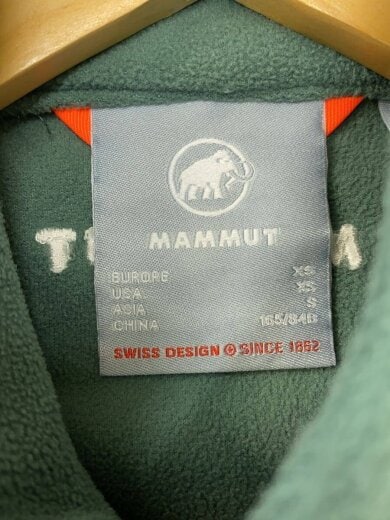 MAMMUT
T A
EUROPE XS
USA XS
ASIA S
CHINA 165/84B
SWISS DESIGN SINCE 1862